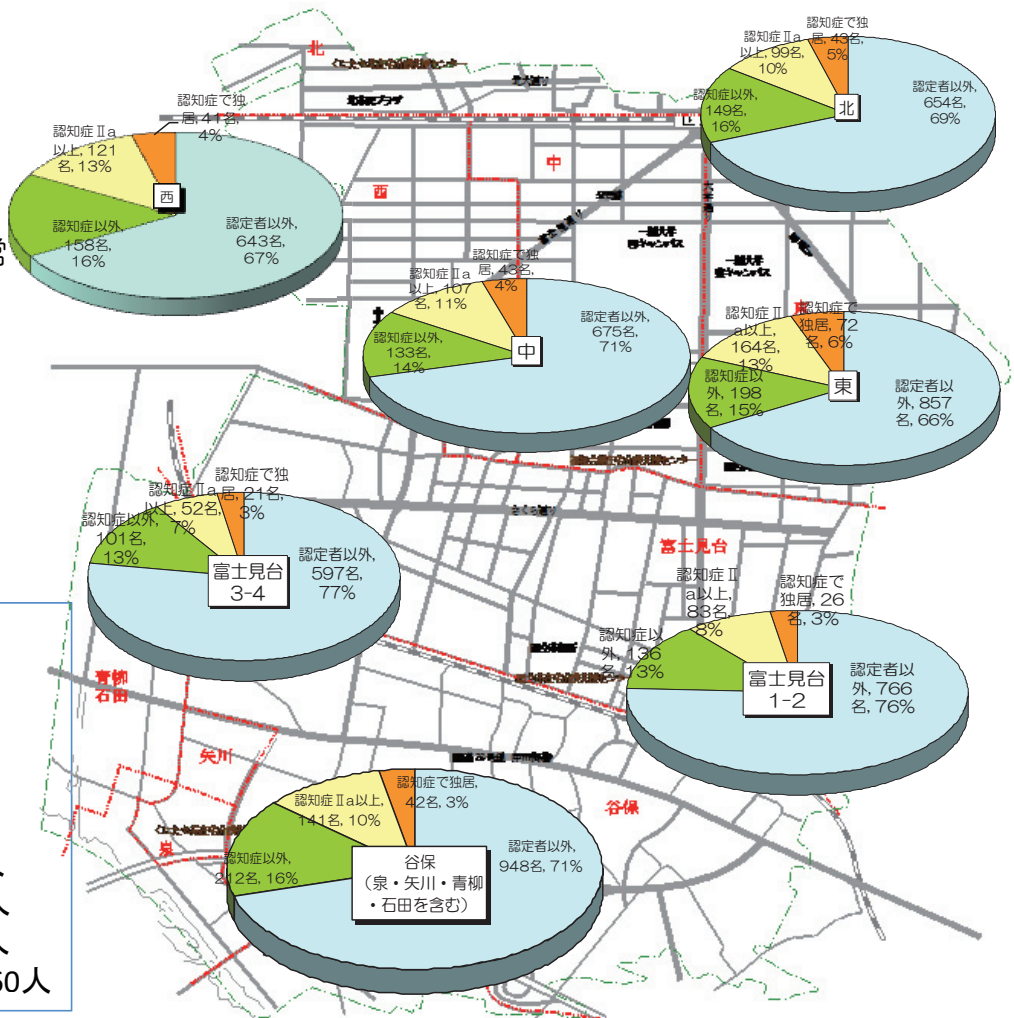 北
認知症Ⅱa
以上, 99名
10%
認知症で独
居, 43名,
5%
認知症以外,
149名,
16%
認定者以外,
654名,
69%
北
認知症で独
居, 41名,
4%
認知症Ⅱa
以上, 121
名, 13%
認知症以外,
158名,
16%
認定者以外,
643名,
67%
西
西
中
認知症で独
居, 43名,
4%
認知症Ⅱa
以上, 107
名, 11%
認知症以外,
133名,
14%
認定者以外,
675名,
71%
中
東
認知症で
独居, 72
名, 6%
認知症Ⅱ
a以上,
164名,
13%
認知症以
外, 198
名, 15%
認定者以
外, 857
名, 66%
東
認知症で独
居, 21名,
3%
認知症Ⅱa
以上, 52名,
7%
認知症以外,
101名,
13%
認定者以外,
597名,
77%
富士見台
3-4
さくら通り
富士見台
認知症Ⅱ
a以上,
83名,
8%
認知症で
独居, 26
名, 3%
認知症以
外, 136
名, 13%
認定者以
外, 766
名, 76%
富士見台
1-2
青柳
石田
矢川
泉
谷保
認知症で独居,
42名, 3%
認知症Ⅱa以上,
141名, 10%
認知症以外,
212名, 16%
認定者以外,
948名, 71%
谷保
（泉・矢川・青柳
・石田を含む）
人
50人